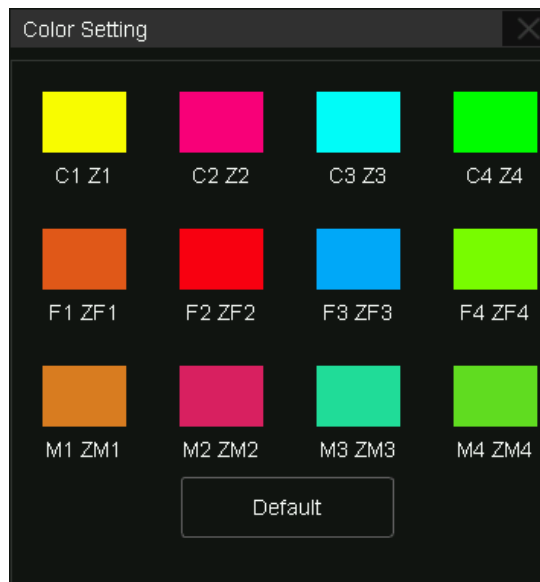 Color Setting
C1 Z1 C2 Z2 C3 Z3 C4 Z4
F1 ZF1 F2 ZF2 F3 ZF3 F4 ZF4
M1 ZM1 M2 ZM2 M3 ZM3 M4 ZM4
Default